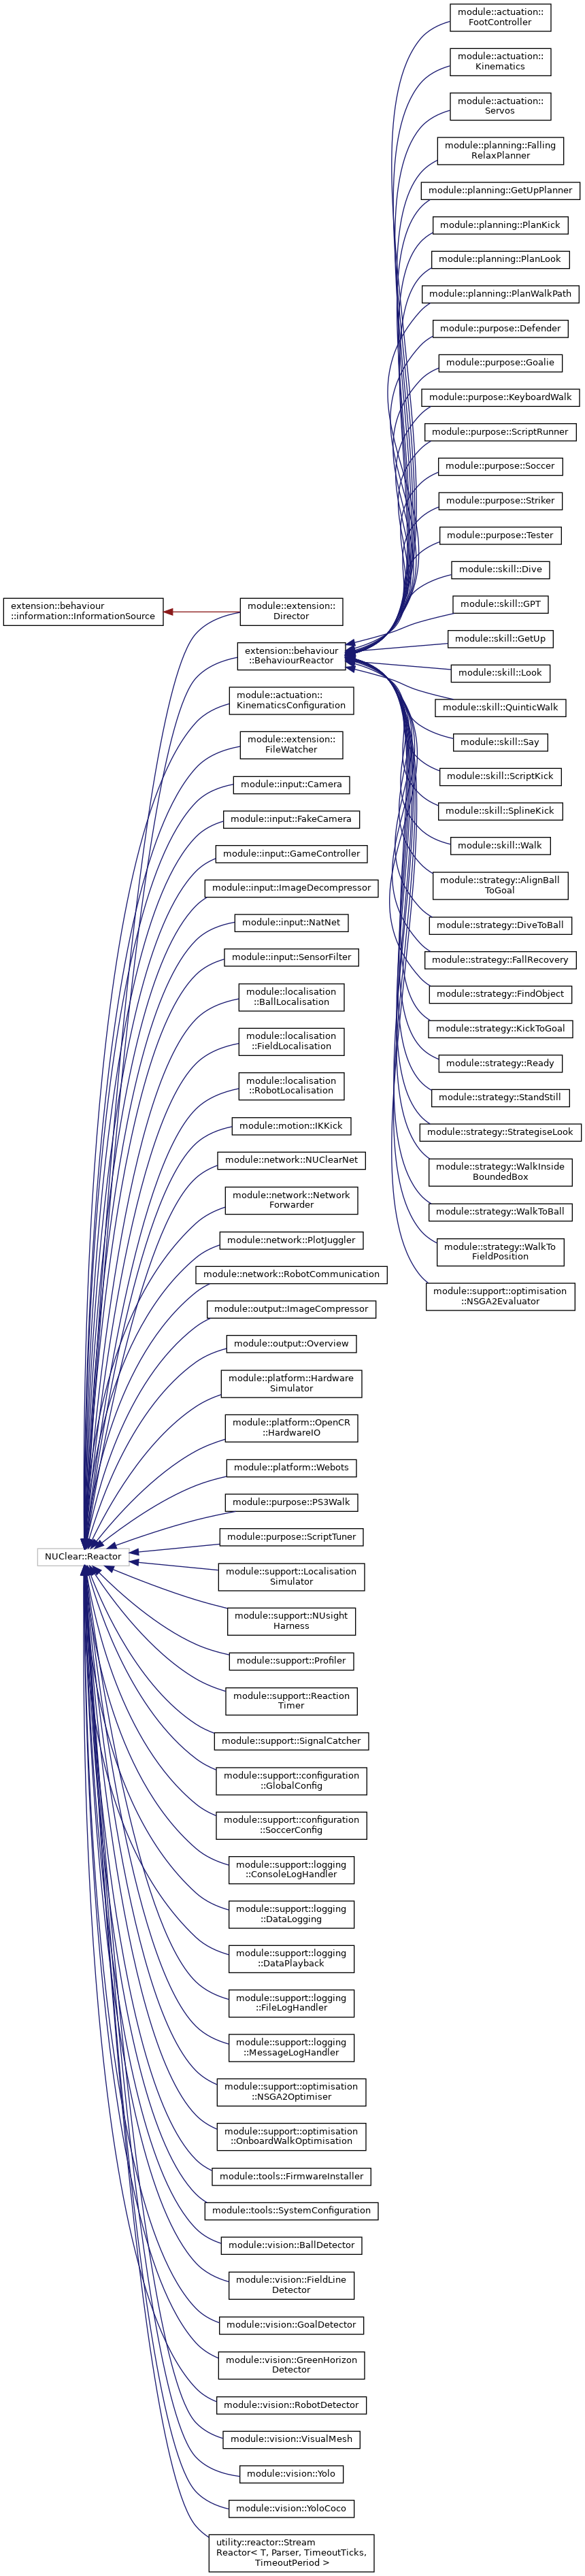 module::actuation::
FootController
module::actuation::
Kinematics
module::actuation::
Servos
module::planning::Falling
RelaxPlanner
module::planning::GetUpPlanner
module::planning::PlanKick
module::planning::PlanLook
module::planning::PlanWalkPath
module::purpose::Defender
module::purpose::Goalie
module::purpose::KeyboardWalk
module::purpose::ScriptRunner
module::purpose::Soccer
module::purpose::Striker
module::purpose::Tester
module::skill::Dive
module::skill::GPT
module::skill::GetUp
module::skill::Look
module::skill::QuinticWalk
module::skill::Say
module::skill::ScriptKick
module::skill::SplineKick
module::skill::Walk
module::strategy::AlignBall
ToGoal
module::strategy::DiveToBall
module::strategy::FallRecovery
module::strategy::FindObject
module::strategy::KickToGoal
module::strategy::Ready
module::strategy::StandStill
module::strategy::StrategiseLook
module::strategy::WalkInside
BoundedBox
module::strategy::WalkToBall
module::strategy::WalkTo
FieldPosition
module::support::optimisation
::NSGA2Evaluator
extension::behaviour
::information::InformationSource
module::extension::
Director
extension::behaviour
::BehaviourReactor
module::actuation::
KinematicsConfiguration
module::extension::
FileWatcher
module::input::Camera
module::input::FakeCamera
module::input::GameController
module::input::ImageDecompressor
module::input::NatNet
module::input::SensorFilter
module::localisation
::BallLocalisation
module::localisation
::FieldLocalisation
module::localisation
::RobotLocalisation
module::motion::IKKick
module::network::NUClearNet
module::network::Network
Forwarder
module::network::PlotJuggler
module::network::RobotCommunication
module::output::ImageCompressor
module::output::Overview
module::platform::Hardware
Simulator
module::platform::OpenCR
::HardwareIO
module::platform::Webots
module::purpose::PS3Walk
module::purpose::ScriptTuner
NUClear::Reactor
module::support::Localisation
Simulator
module::support::NUsight
Harness
module::support::Profiler
module::support::Reaction
Timer
module::support::SignalCatcher
module::support::configuration
::GlobalConfig
module::support::configuration
::SoccerConfig
module::support::logging
::ConsoleLogHandler
module::support::logging
::DataLogging
module::support::logging
::DataPlayback
module::support::logging
::FileLogHandler
module::support::logging
::MessageLogHandler
module::support::optimisation
::NSGA2Optimiser
module::support::optimisation
::OnboardWalkOptimisation
module::tools::FirmwareInstaller
module::tools::SystemConfiguration
module::vision::BallDetector
module::vision::FieldLine
Detector
module::vision::GoalDetector
module::vision::GreenHorizon
Detector
module::vision::RobotDetector
module::vision::VisualMesh
module::vision::Yolo
module::vision::YoloCoco
utility::reactor::Stream
Reactor< T, Parser, TimeoutTicks,
TimeoutPeriod >